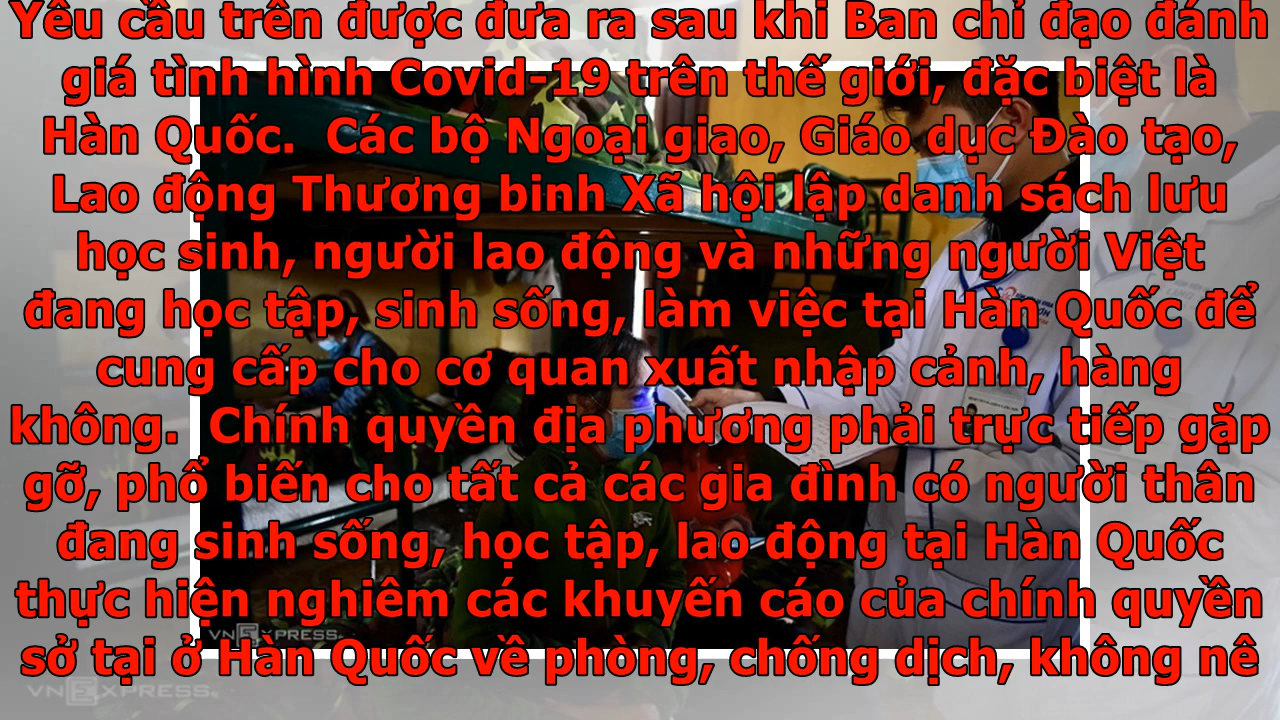 Yêu cầu trên được đưa ra sau khi Ban chỉ đạo đánh
giá tình hình Covid-19 trên thế giới, đặc biệt là
Hàn Quốc.  Các bộ Ngoại giao, Giáo dục Đào tạo,
Lao động Thương binh Xã hội lập danh sách lưu
học sinh, người lao động và những người Việt
đang học tập, sinh sống, làm việc tại Hàn Quốc để
cung cấp cho cơ quan xuất nhập cảnh, hàng
không.  Chính quyền địa phương phải trực tiếp gặp
gỡ, phổ biến cho tất cả các gia đình có người thân
đang sinh sống, học tập, lao động tại Hàn Quốc
thực hiện nghiêm các khuyến cáo của chính quyền
sở tại ở Hàn Quốc về phòng, chống dịch, không nê
VNEXPRESS
VNEXPRESS